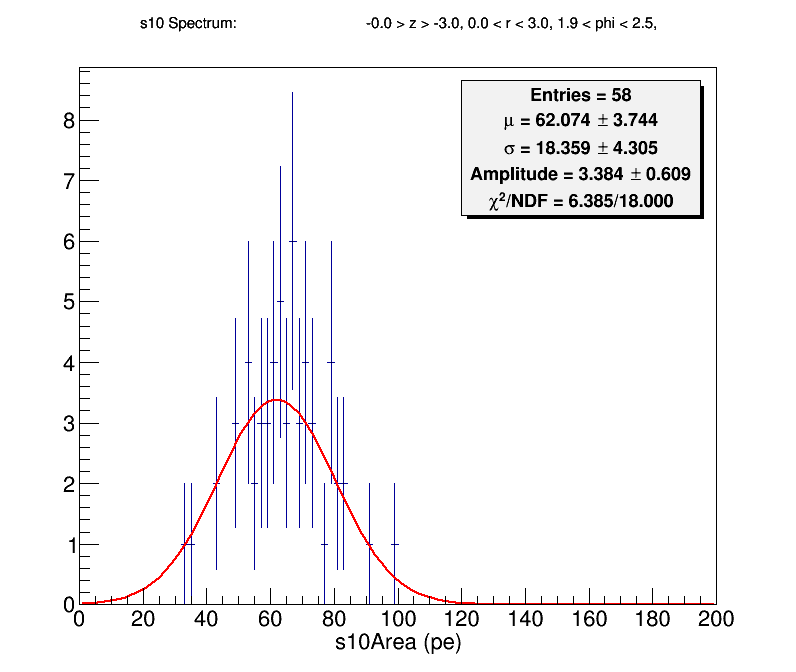 s10 Spectrum: -0.0 > z > -3.0, 0.0 < r < 3.0, 1.9 < phi < 2.5,
Entries = 58
μ = 62.074 ± 3.744
σ = 18.359 ± 4.305
Amplitude = 3.384 ± 0.609
χ²/NDF = 6.385/18.000
8
7
6
5
4
3
2
1
0
0 20 40 60 80 100 120 140 160 180 200
s10Area (pe)